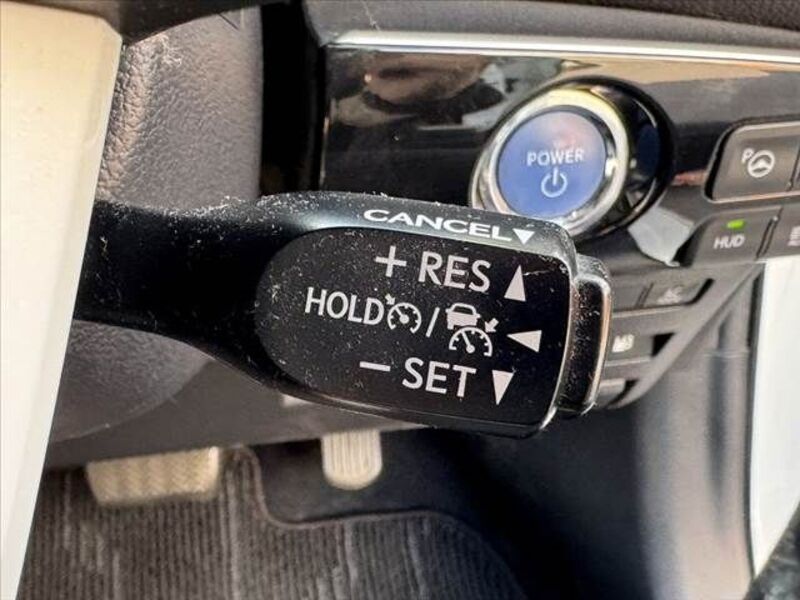 POWER
P
HUD
CANCEL▼
+ RES ▲
HOLD / ◄
− SET ▼